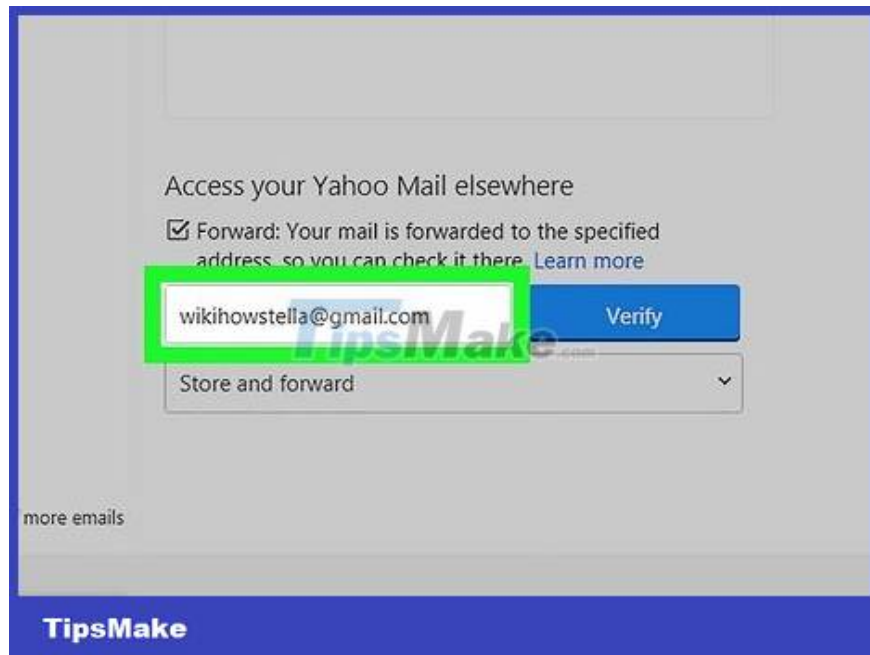 Access your Yahoo Mail elsewhere
Forward: Your mail is forwarded to the specified
address, so you can check it there. Learn more
wikihowstella@gmail.com Verify
TipsMake.com
Store and forward
more emails
TipsMake